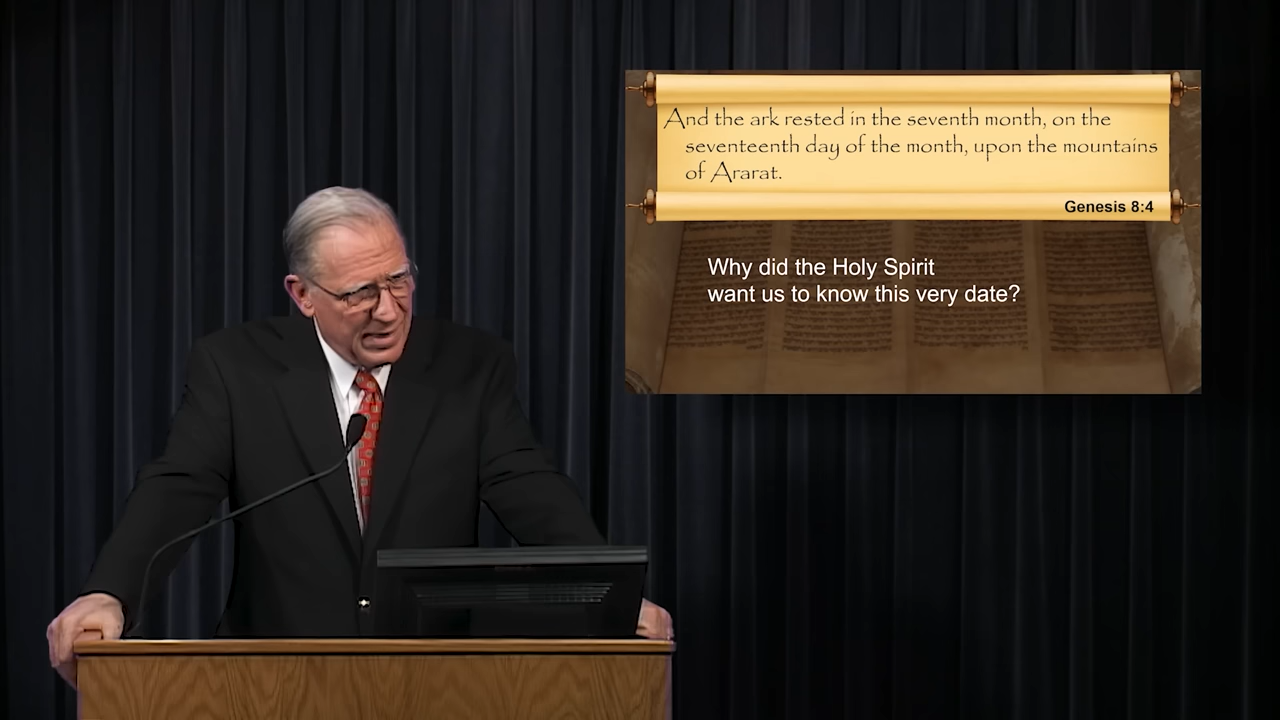 And the ark rested in the seventh month, on the
seventeenth day of the month, upon the mountains
of Ararat.
Genesis 8:4
Why did the Holy Spirit
want us to know this very date?